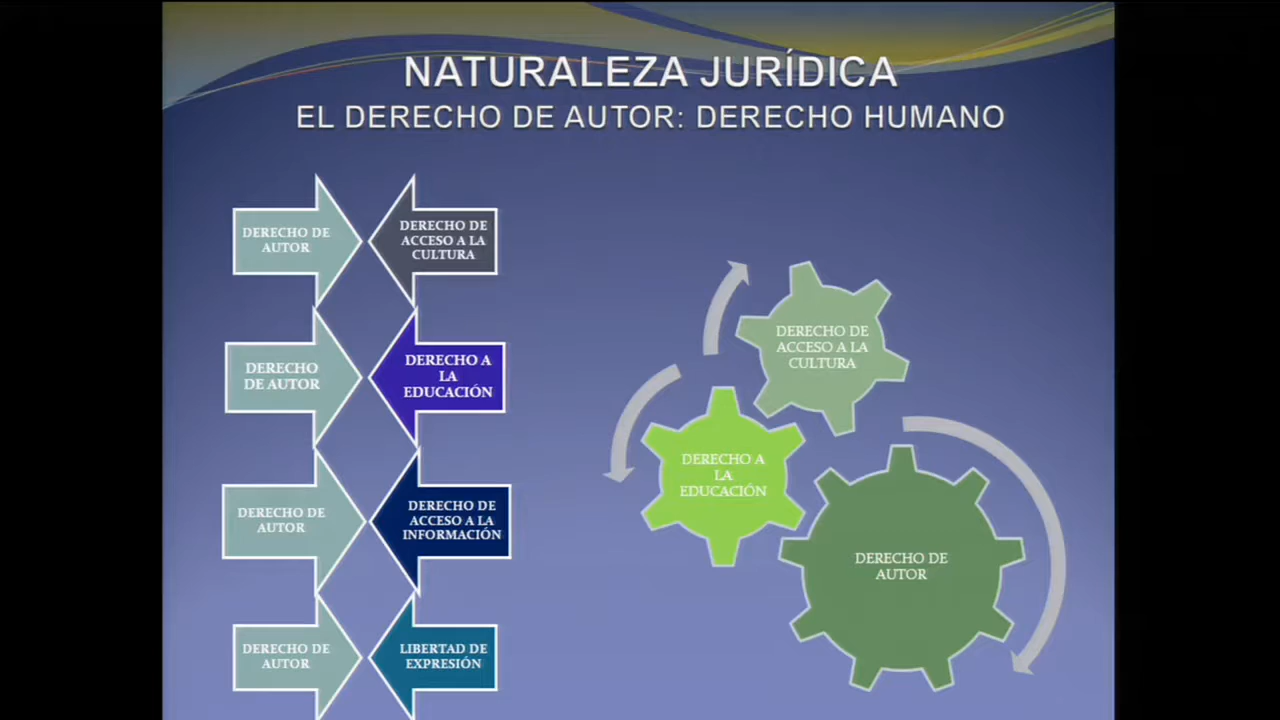 NATURALEZA JURÍDICA
EL DERECHO DE AUTOR: DERECHO HUMANO
DERECHO DE
AUTOR
DERECHO DE
ACCESO A LA
CULTURA
DERECHO
DE AUTOR
DERECHO A
LA
EDUCACIÓN
DERECHO DE
AUTOR
DERECHO DE
ACCESO A LA
INFORMACIÓN
DERECHO DE
AUTOR
LIBERTAD DE
EXPRESIÓN
DERECHO DE
ACCESO A LA
CULTURA
DERECHO A
LA
EDUCACIÓN
DERECHO DE
AUTOR